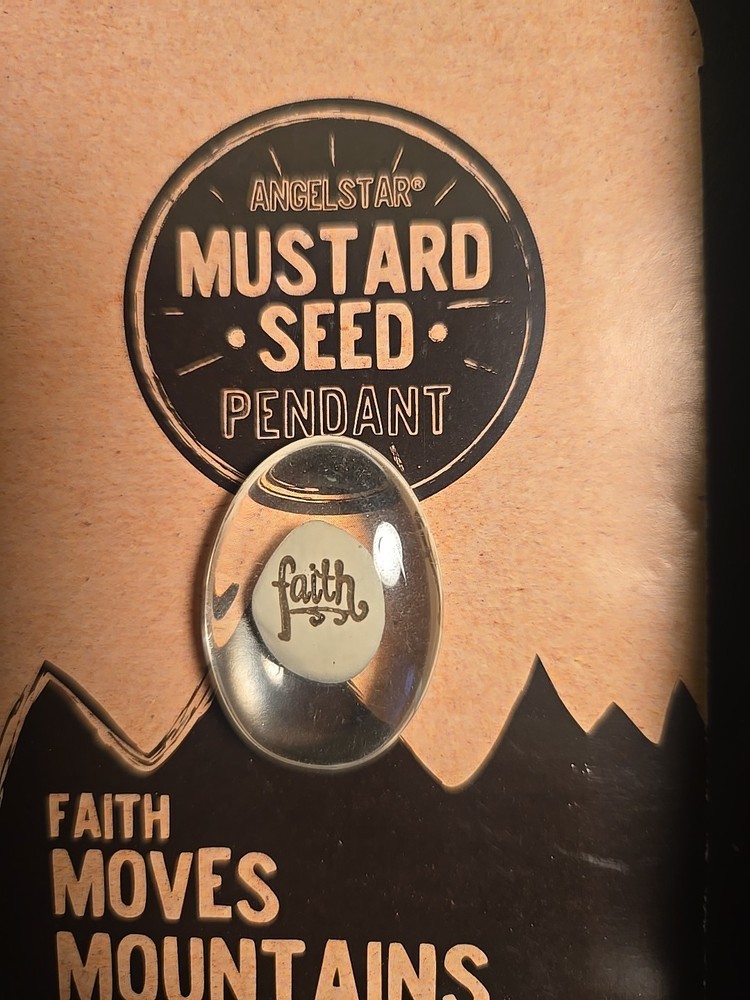 ANGELSTAR®
MUSTARD
• SEED •
PENDANT
faith
FAITH
MOVES
MOUNTAINS